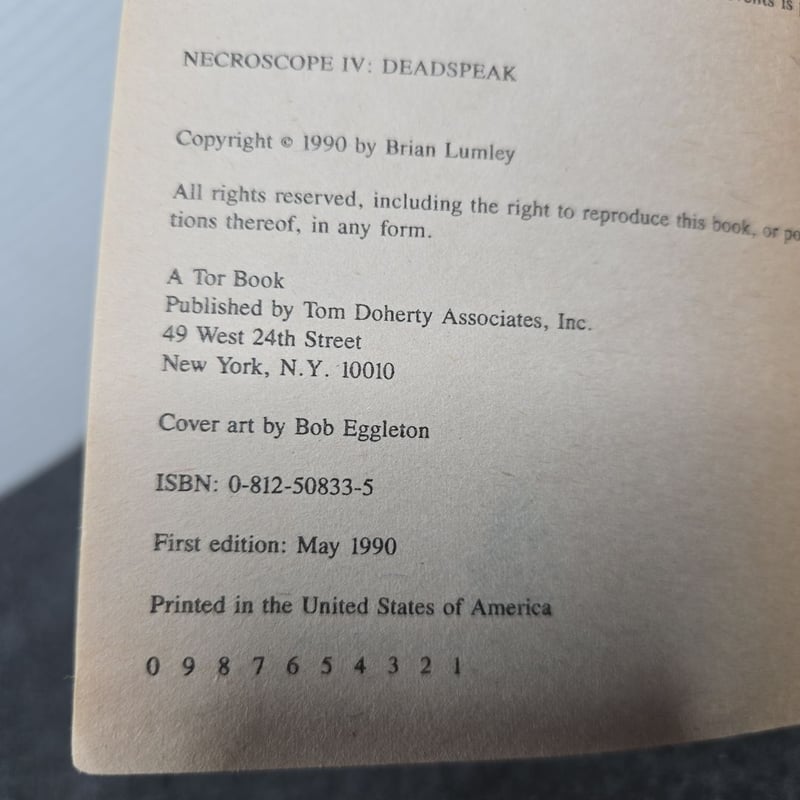 is
NECROSCOPE IV: DEADSPEAK
Copyright © 1990 by Brian Lumley
All rights reserved, including the right to reproduce this book, or po
tions thereof, in any form.
A Tor Book
Published by Tom Doherty Associates, Inc.
49 West 24th Street
New York, N.Y. 10010
Cover art by Bob Eggleton
ISBN: 0-812-50833-5
First edition: May 1990
Printed in the United States of America
0 9 8 7 6 5 4 3 2 1